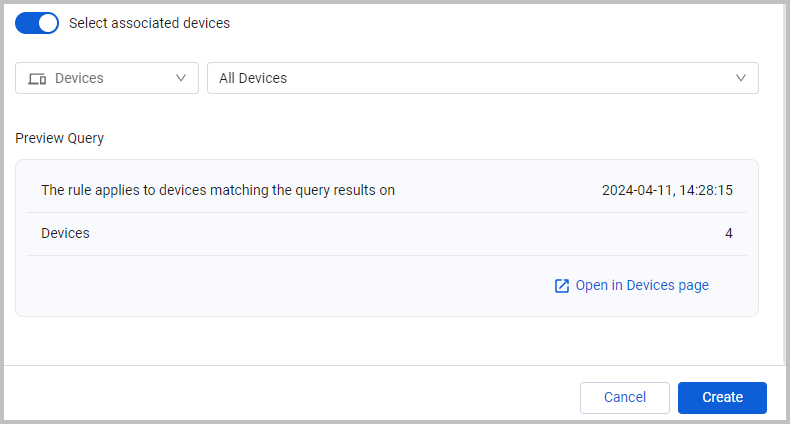 Select associated devices
Devices All Devices
Preview Query
The rule applies to devices matching the query results on 2024-04-11, 14:28:15
Devices 4
Open in Devices page
Cancel Create